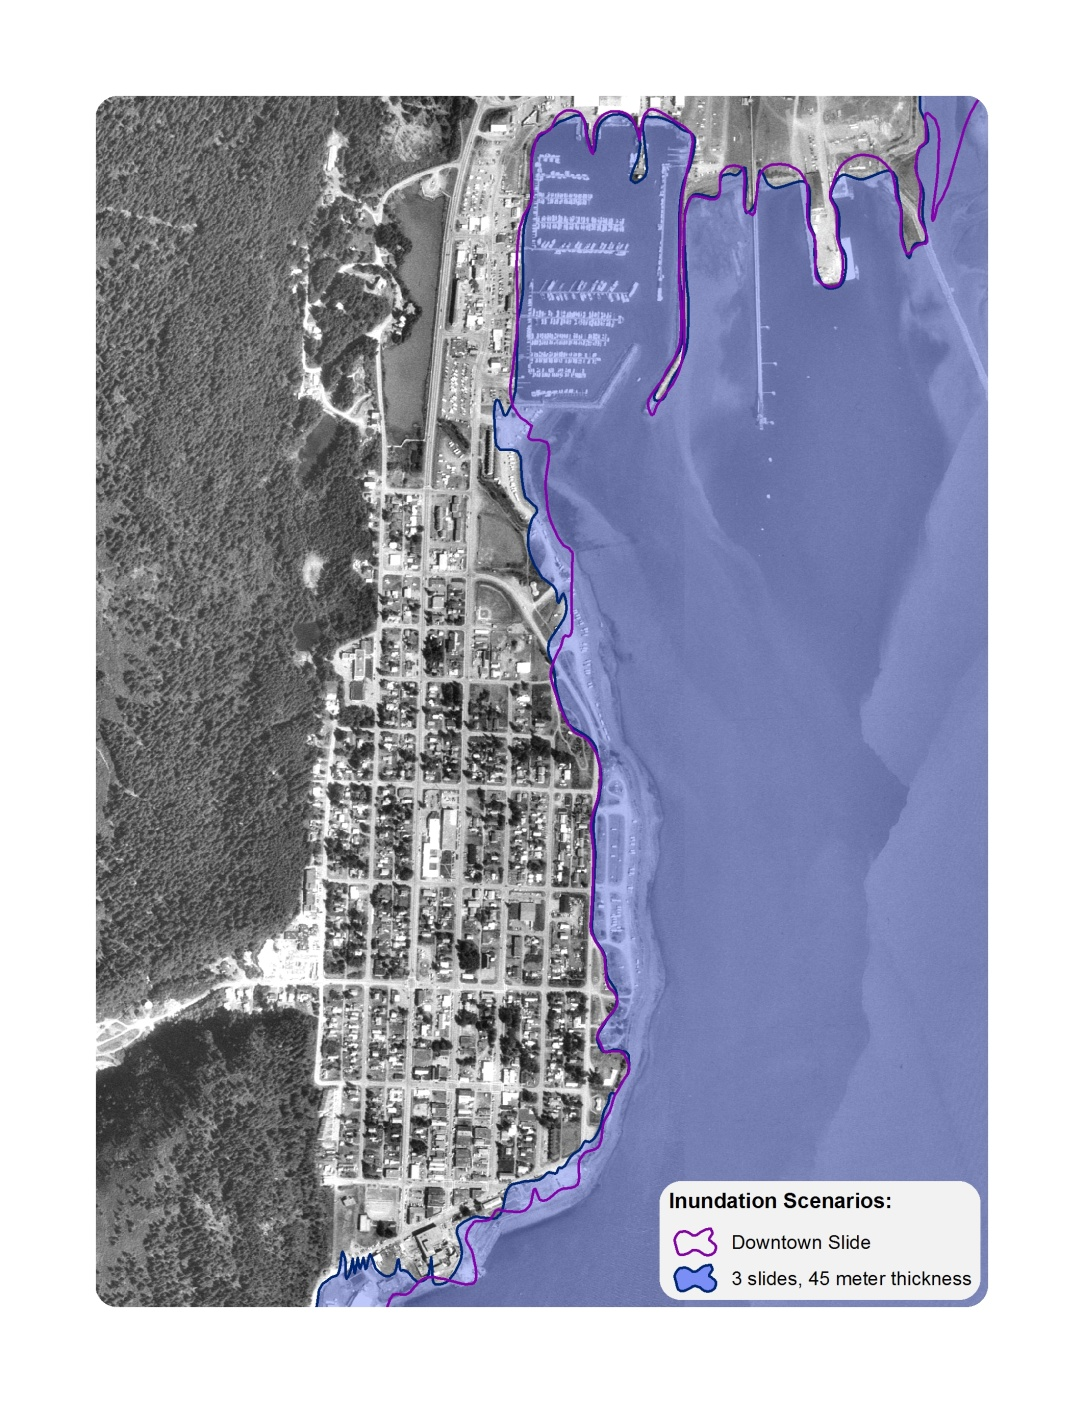 Inundation Scenarios:
Downtown Slide
3 slides, 45 meter thickness